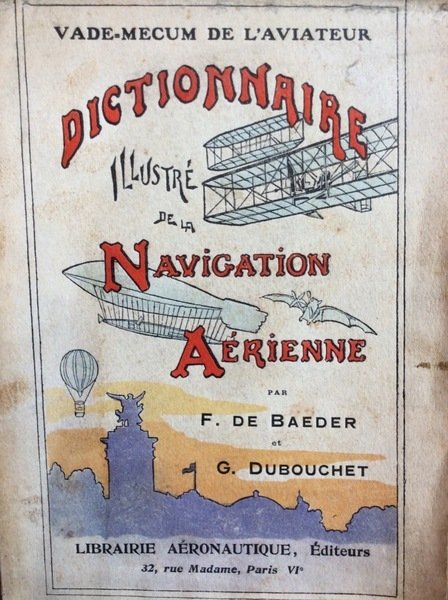 VADE-MECUM DE L'AVIATEUR
DICTIONNAIRE
ILLUSTRÉ
DE LA
NAVIGATION
AÉRIENNE
PAR
F. DE BAEDER
et
G. DUBOUCHET
LIBRAIRIE AÉRONAUTIQUE, Éditeurs
32, rue Madame, Paris VIe